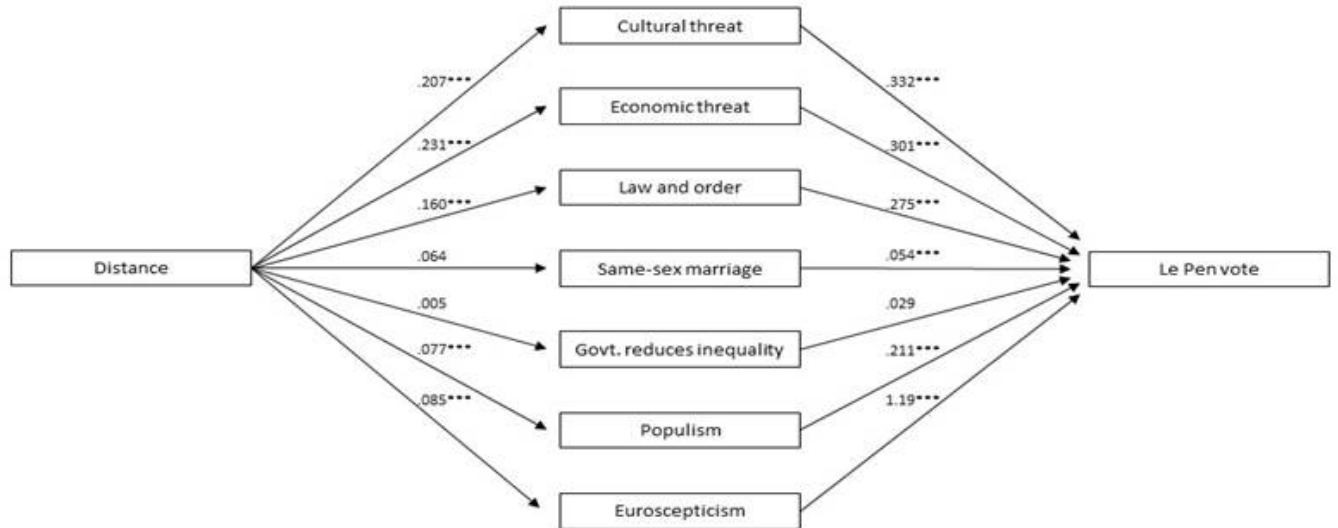 Cultural threat
.207***
.332***
Economic threat
.231***
.301***
Law and order
.160***
.275***
Distance
.064
Same-sex marriage
.054***
Le Pen vote
.005
.029
Govt. reduces inequality
.077***
.211***
.085***
1.19***
Populism
Euroscepticism